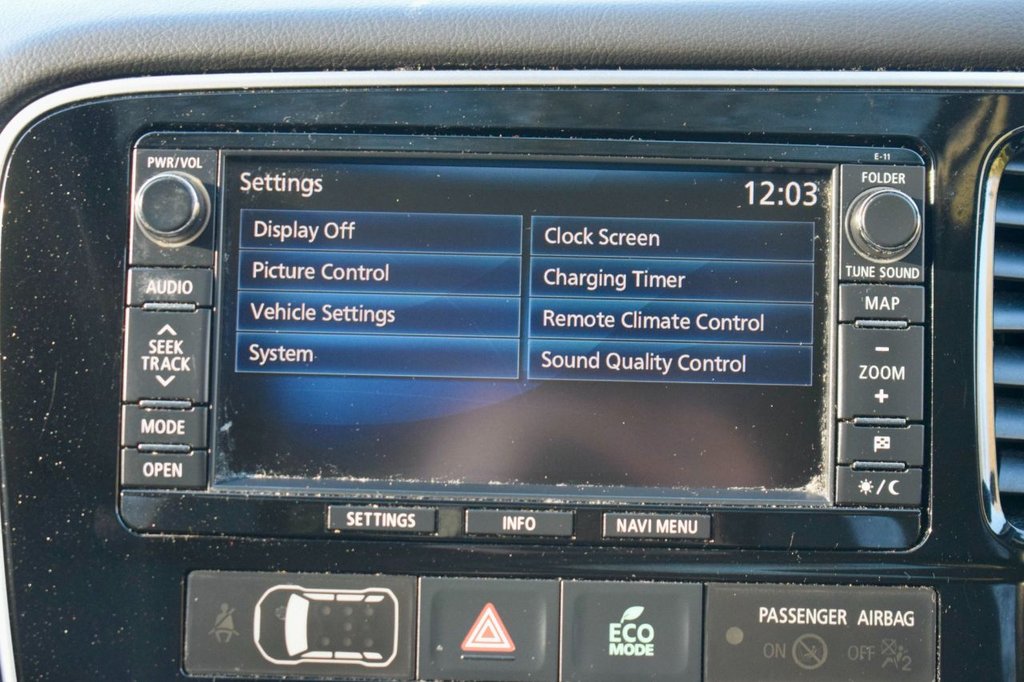 E-11
PWR/VOL
FOLDER
Settings
12:03
Display Off
Clock Screen
Picture Control
Charging Timer
Vehicle Settings
Remote Climate Control
System
Sound Quality Control
TUNE SOUND
AUDIO
MAP
SEEK
TRACK
ZOOM
MODE
OPEN
SETTINGS
INFO
NAVI MENU
ECO
MODE
PASSENGER AIRBAG
ON
OFF
2